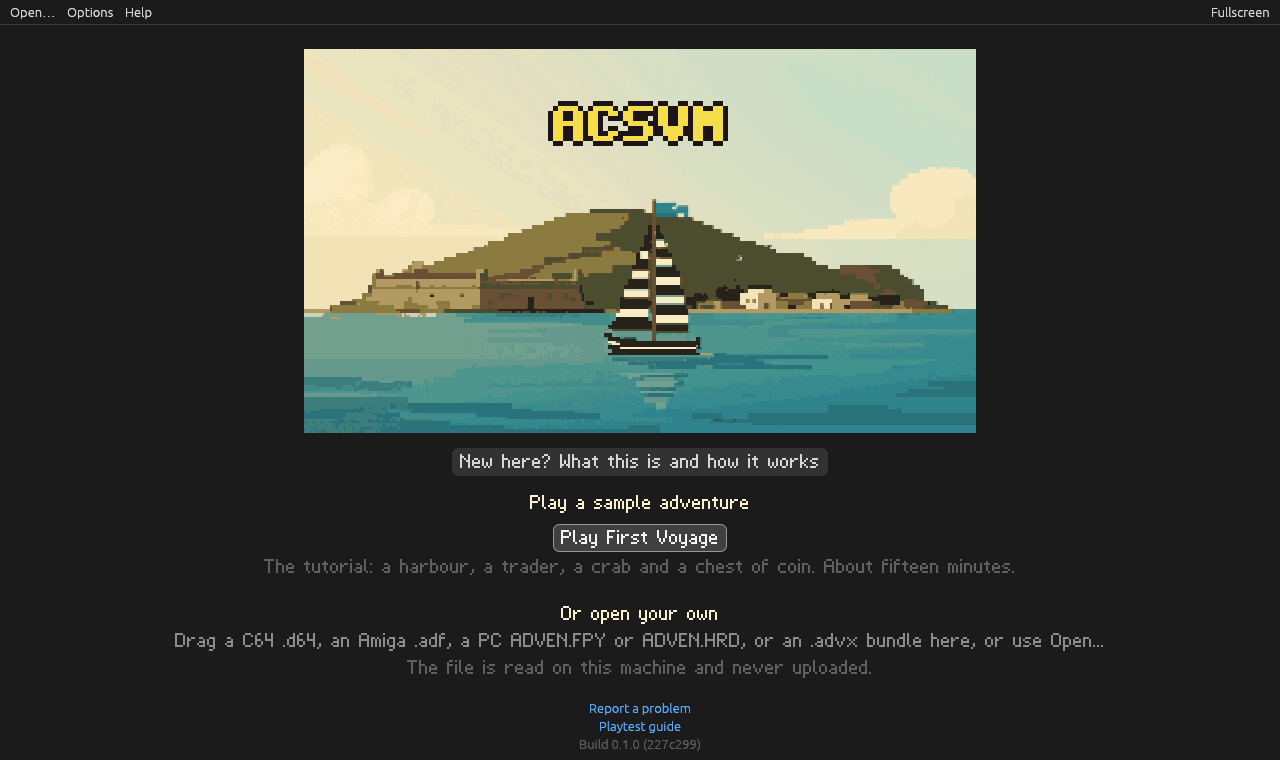 Open... Options Help Fullscreen
ACSVM
New here? What this is and how it works
Play a sample adventure
Play First Voyage
The tutorial: a harbour, a trader, a crab and a chest of coin. About fifteen minutes.
Or open your own
Drag a C64 .d64, an Amiga .adf, a PC ADVEN.FPY or ADVEN.HRD, or an .advx bundle here, or use Open...
The file is read on this machine and never uploaded.
Report a problem
Playtest guide
Build 0.1.0 (227c299)